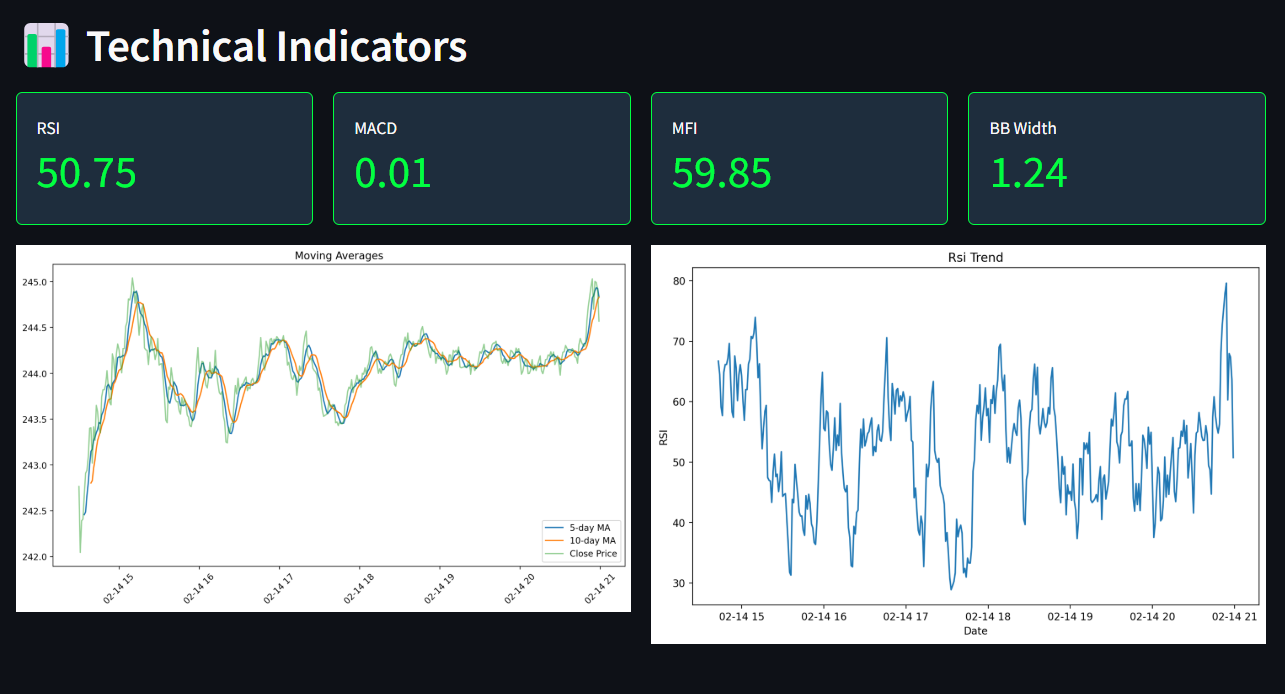 Technical Indicators
RSI
50.75
MACD
0.01
MFI
59.85
BB Width
1.24
Moving Averages
245.0
244.5
244.0
243.5
243.0
242.5
242.0
5-day MA
10-day MA
Close Price
02-14 15
02-14 16
02-14 17
02-14 18
02-14 19
02-14 20
02-14 21
Rsi Trend
80
70
60
50
40
30
RSI
02-14 15
02-14 16
02-14 17
02-14 18
02-14 19
02-14 20
02-14 21
Date